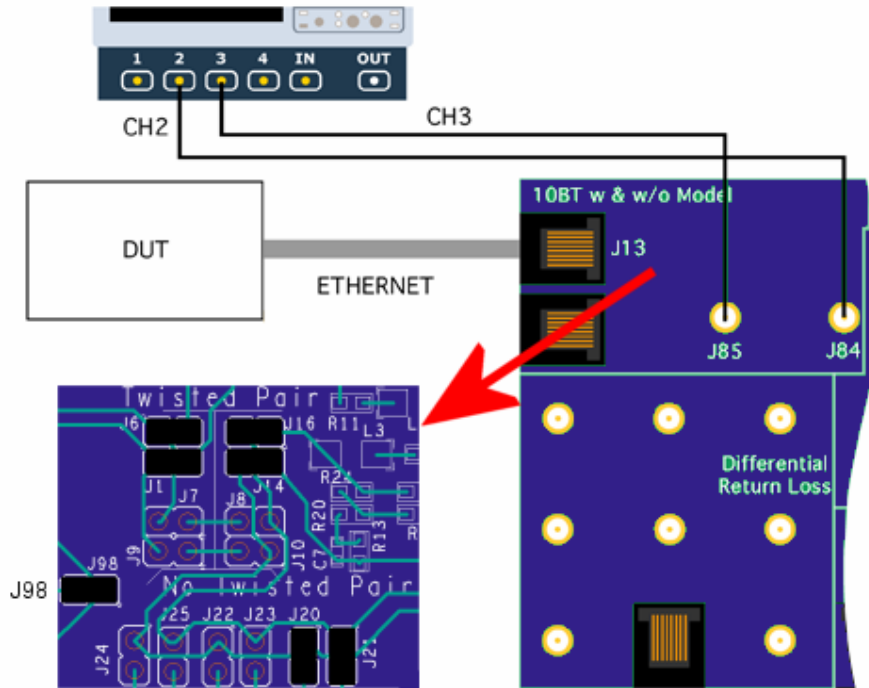 1 2 3 4 IN OUT
CH2
CH3
10BT w & w/o Model
DUT
J13
ETHERNET
J85
J84
Twisted Pair
J6
J16
R11
L3
L
J1
J14
R24
J7
J8
R20
R13
R
J9
J10
C7
Differential
Return Loss
J98
J98
No Twisted Pair
J25
J22
J23
J20
J24
J21